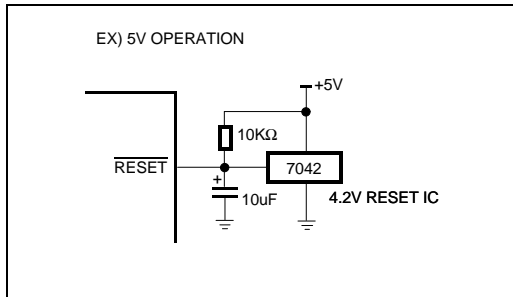 EX) 5V OPERATION
+5V
10KΩ
RESET
7042
+
10uF
4.2V RESET IC